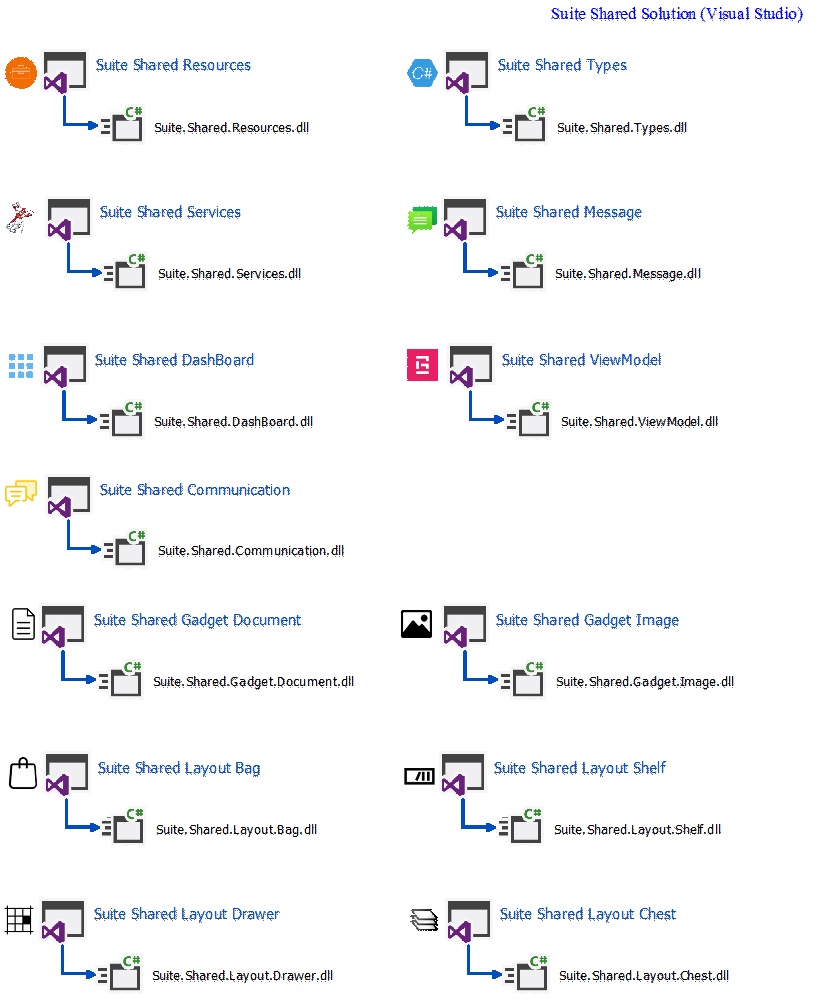 Suite Shared Solution (Visual Studio)
Suite Shared Resources
C#
Suite.Shared.Resources.dll
C#
Suite Shared Types
C#
Suite.Shared.Types.dll
Suite Shared Services
C#
Suite.Shared.Services.dll
Suite Shared Message
C#
Suite.Shared.Message.dll
Suite Shared DashBoard
C#
Suite.Shared.DashBoard.dll
Suite Shared ViewModel
C#
Suite.Shared.ViewModel.dll
Suite Shared Communication
C#
Suite.Shared.Communication.dll
Suite Shared Gadget Document
C#
Suite.Shared.Gadget.Document.dll
Suite Shared Gadget Image
C#
Suite.Shared.Gadget.Image.dll
Suite Shared Layout Bag
C#
Suite.Shared.Layout.Bag.dll
Suite Shared Layout Shelf
C#
Suite.Shared.Layout.Shelf.dll
Suite Shared Layout Drawer
C#
Suite.Shared.Layout.Drawer.dll
Suite Shared Layout Chest
C#
Suite.Shared.Layout.Chest.dll